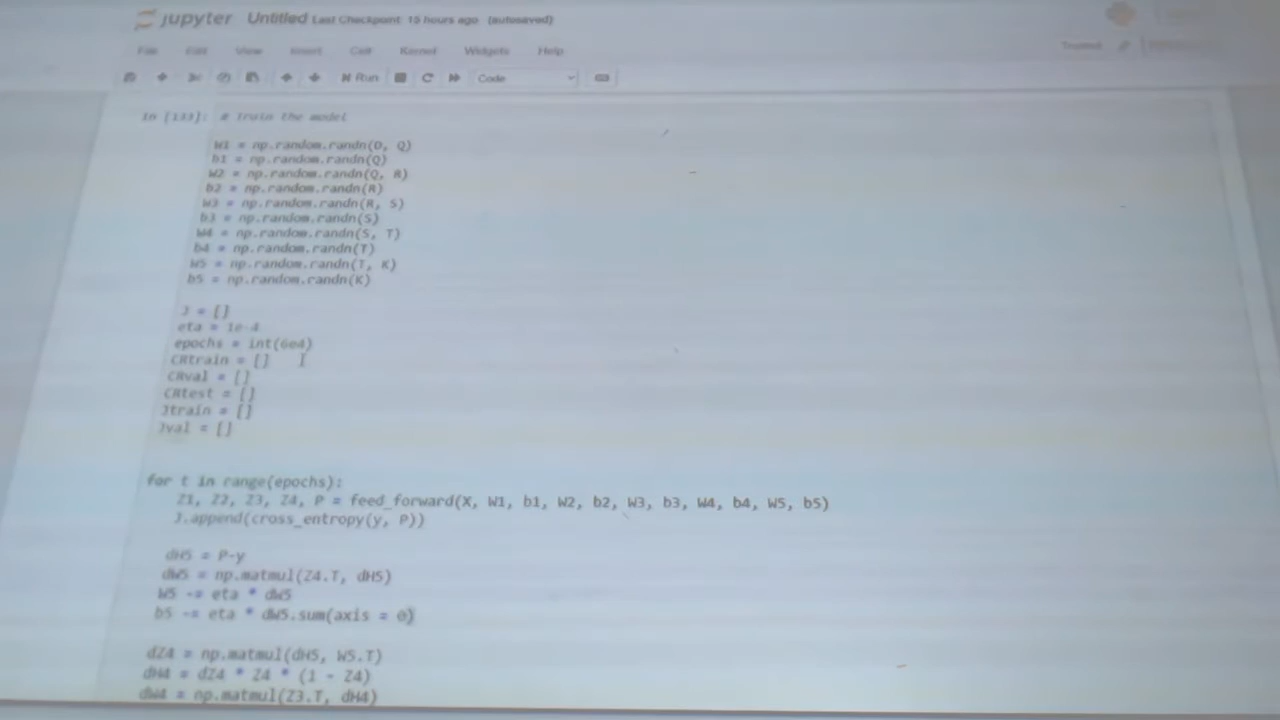 jupyter Untitled Last Checkpoint: 19 hours ago (autosaved)
File Edit View Insert Cell Kernel Widgets Help Trusted
Run Code
In [133]: # Train the model
W1 = np.random.randn(D, Q)
b1 = np.random.randn(Q)
W2 = np.random.randn(Q, R)
b2 = np.random.randn(R)
W3 = np.random.randn(R, S)
b3 = np.random.randn(S)
W4 = np.random.randn(S, T)
b4 = np.random.randn(T)
W5 = np.random.randn(T, K)
b5 = np.random.randn(K)
J = []
eta = 1e-4
epochs = int(6e4)
CRtrain = []
CRval = []
CRtest = []
Jtrain = []
Jval = []
for t in range(epochs):
Z1, Z2, Z3, Z4, P = feed_forward(X, W1, b1, W2, b2, W3, b3, W4, b4, W5, b5)
J.append(cross_entropy(y, P))
dH5 = P-y
dW5 = np.matmul(Z4.T, dH5)
W5 -= eta * dW5
b5 -= eta * dW5.sum(axis = 0)
dZ4 = np.matmul(dH5, W5.T)
dH4 = dZ4 * Z4 * (1 - Z4)
dW4 = np.matmul(Z3.T, dH4)